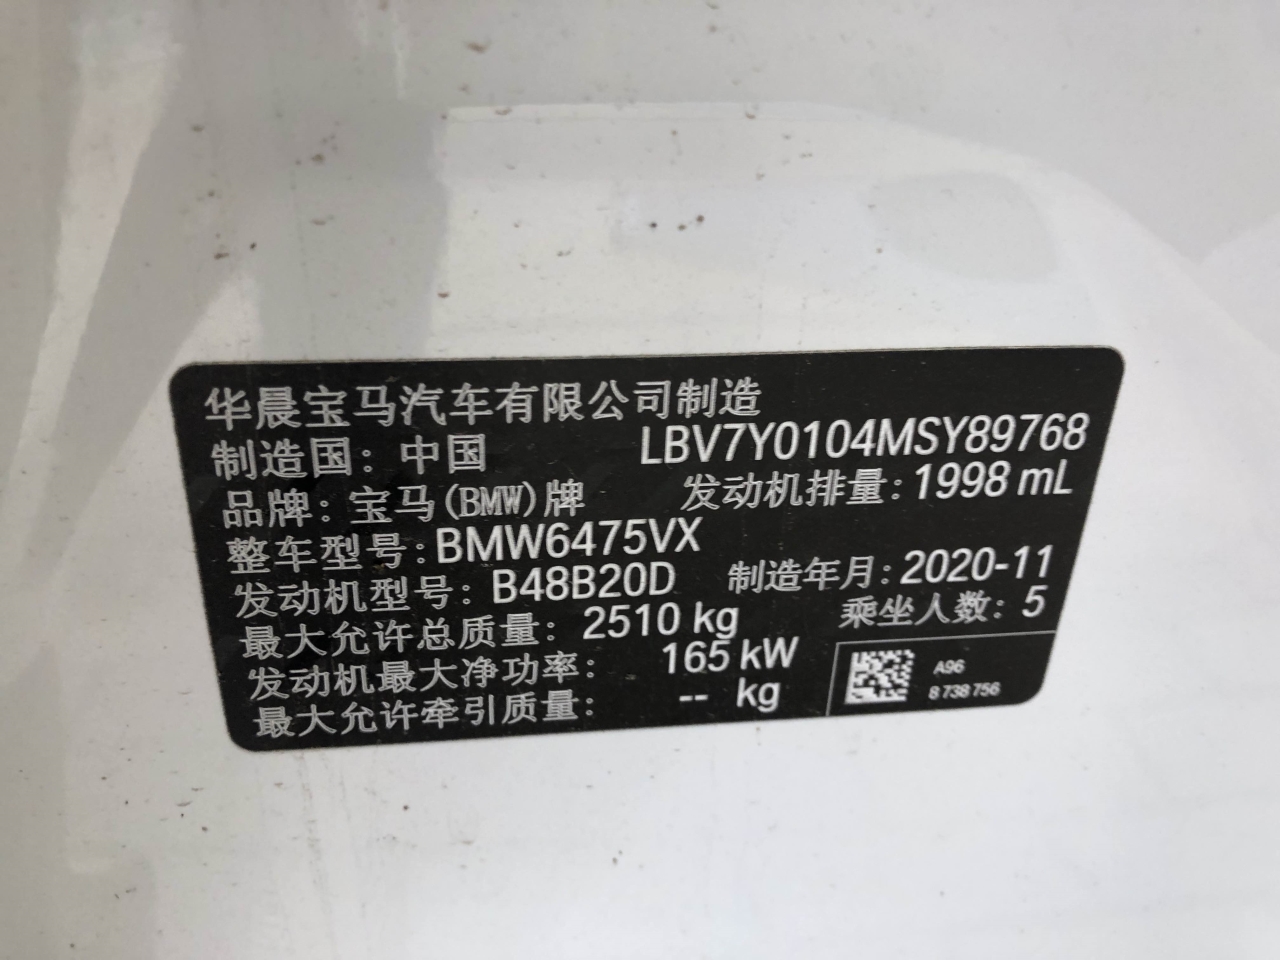 华晨宝马汽车有限公司制造
制造国：中国 LBV7Y0104MSY89768
品牌：宝马(BMW)牌 发动机排量：1998 mL
整车型号：BMW6475VX
发动机型号：B48B20D 制造年月：2020-11
最大允许总质量：2510 kg 乘坐人数：5
发动机最大净功率：165 kW
最大允许牵引质量：-- kg
A96
8 738 756